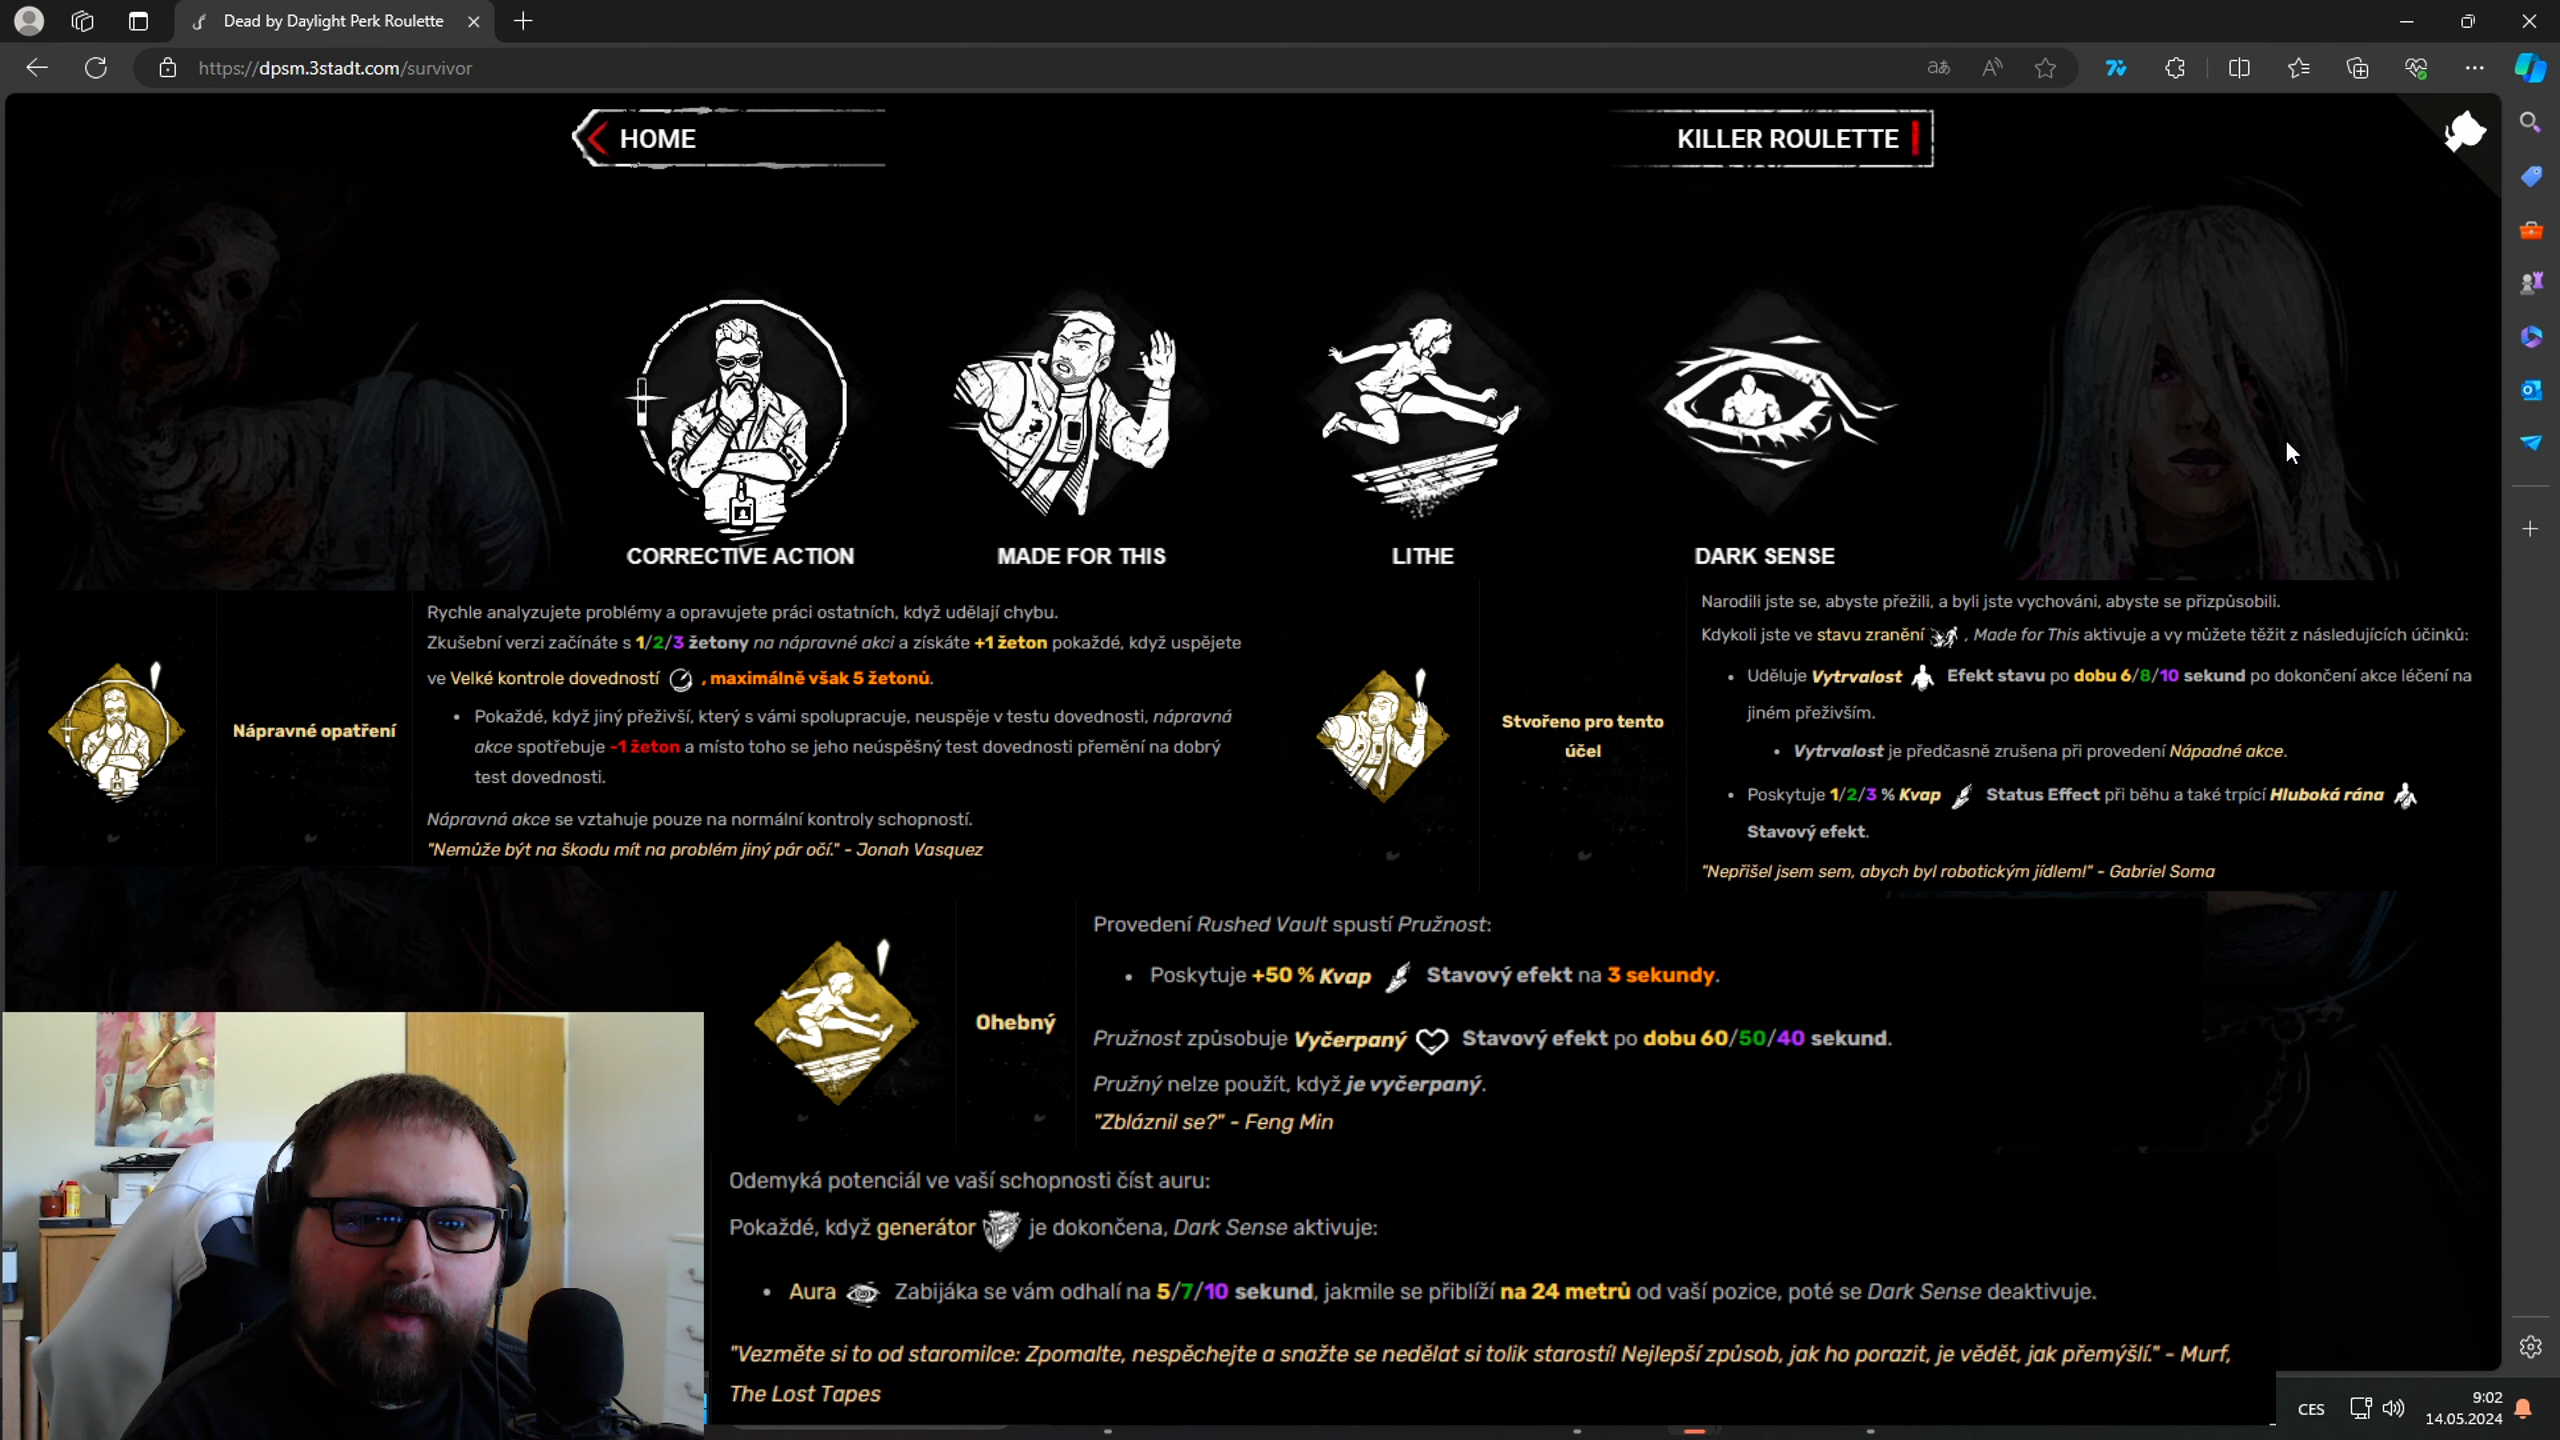 Dead by Daylight Perk Roulette
https://dpsm.3stadt.com/survivor
HOME
KILLER ROULETTE
CORRECTIVE ACTION
MADE FOR THIS
LITHE
DARK SENSE
Nápravné opatření
Rychle analyzujete problémy a opravujete práci ostatních, když udělají chybu.
Zkušební verzi začínáte s 1/2/3 žetony na nápravné akci a získáte +1 žeton pokaždé, když uspějete
ve Velké kontrole dovedností , maximálně však 5 žetonů.
• Pokaždé, když jiný přeživší, který s vámi spolupracuje, neuspěje v testu dovednosti, nápravná
akce spotřebuje -1 žeton a místo toho se jeho neúspěšný test dovednosti přemění na dobrý
test dovednosti.
Nápravná akce se vztahuje pouze na normální kontroly schopností.
"Nemůže být na škodu mít na problém jiný pár očí." - Jonah Vasquez
Stvořeno pro tento
účel
Narodili jste se, abyste přežili, a byli jste vychováni, abyste se přizpůsobili.
Kdykoli jste ve stavu zranění , Made for This aktivuje a vy můžete těžit z následujících účinků:
• Uděluje Vytrvalost Efekt stavu po dobu 6/8/10 sekund po dokončení akce léčení na
jiném přeživším.
• Vytrvalost je předčasně zrušena při provedení Nápadné akce.
• Poskytuje 1/2/3 % Kvap Status Effect při běhu a také trpící Hluboká rána
Stavový efekt.
"Nepřišel jsem sem, abych byl robotickým jídlem!" - Gabriel Soma
Ohebný
Provedení Rushed Vault spustí Pružnost:
• Poskytuje +50 % Kvap Stavový efekt na 3 sekundy.
Pružnost způsobuje Vyčerpaný Stavový efekt po dobu 60/50/40 sekund.
Pružný nelze použít, když je vyčerpaný.
"Zbláznil se?" - Feng Min
Odemyká potenciál ve vaší schopnosti číst auru:
Pokaždé, když generátor je dokončena, Dark Sense aktivuje:
• Aura Zabijáka se vám odhalí na 5/7/10 sekund, jakmile se přiblíží na 24 metrů od vaší pozice, poté se Dark Sense deaktivuje.
"Vezměte si to od staromilce: Zpomalte, nespěchejte a snažte se nedělat si tolik starostí! Nejlepší způsob, jak ho porazit, je vědět, jak přemýšlí." - Murf,
The Lost Tapes
CES
9:02
14.05.2024